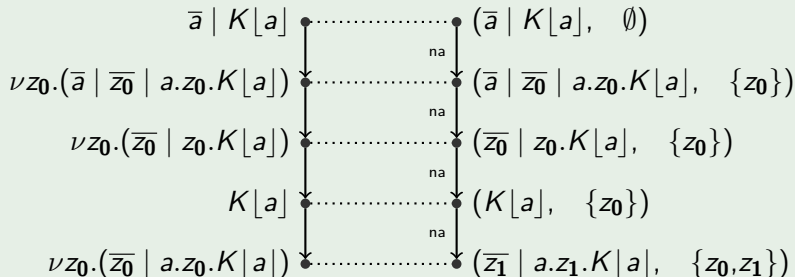 a̅ | K⌊a⌋ (a̅ | K⌊a⌋, ∅)
na
νz₀.(a̅ | z̅₀ | a.z₀.K⌊a⌋) (a̅ | z̅₀ | a.z₀.K⌊a⌋, {z₀})
na
νz₀.(z̅₀ | z₀.K⌊a⌋) (z̅₀ | z₀.K⌊a⌋, {z₀})
na
K⌊a⌋ (K⌊a⌋, {z₀})
na
νz₀.(z̅₀ | a.z₀.K⌊a⌋) (z̅₁ | a.z₁.K⌊a⌋, {z₀,z₁})